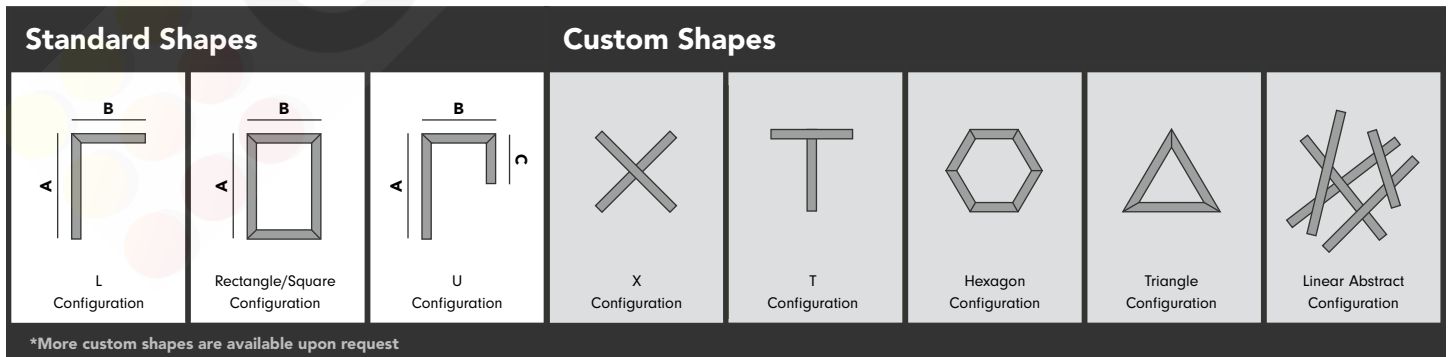 Standard Shapes
Custom Shapes
B
A
L
Configuration
B
A
Rectangle/Square
Configuration
B
A
C
U
Configuration
X
Configuration
T
Configuration
Hexagon
Configuration
Triangle
Configuration
Linear Abstract
Configuration
*More custom shapes are available upon request